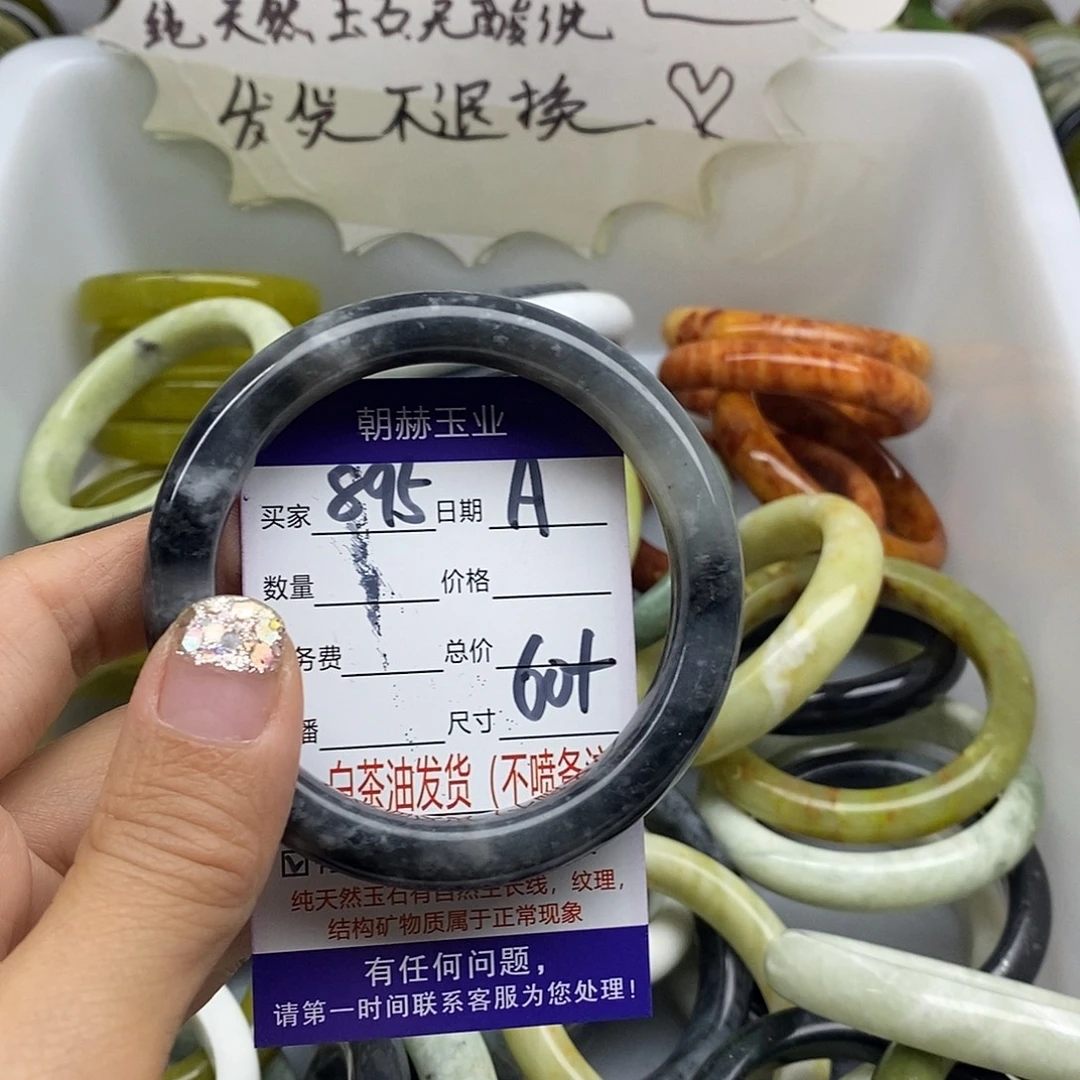 纯天然玉石无酸洗
发货不退换
朝赫玉业
买家 895 日期 A
数量 价格
务费 总价
播 尺寸 60+
白茶油发货(不喷
纯天然玉石有自然生长线,纹理,
结构矿物质属于正常现象
有任何问题,
请第一时间联系客服为您处理!